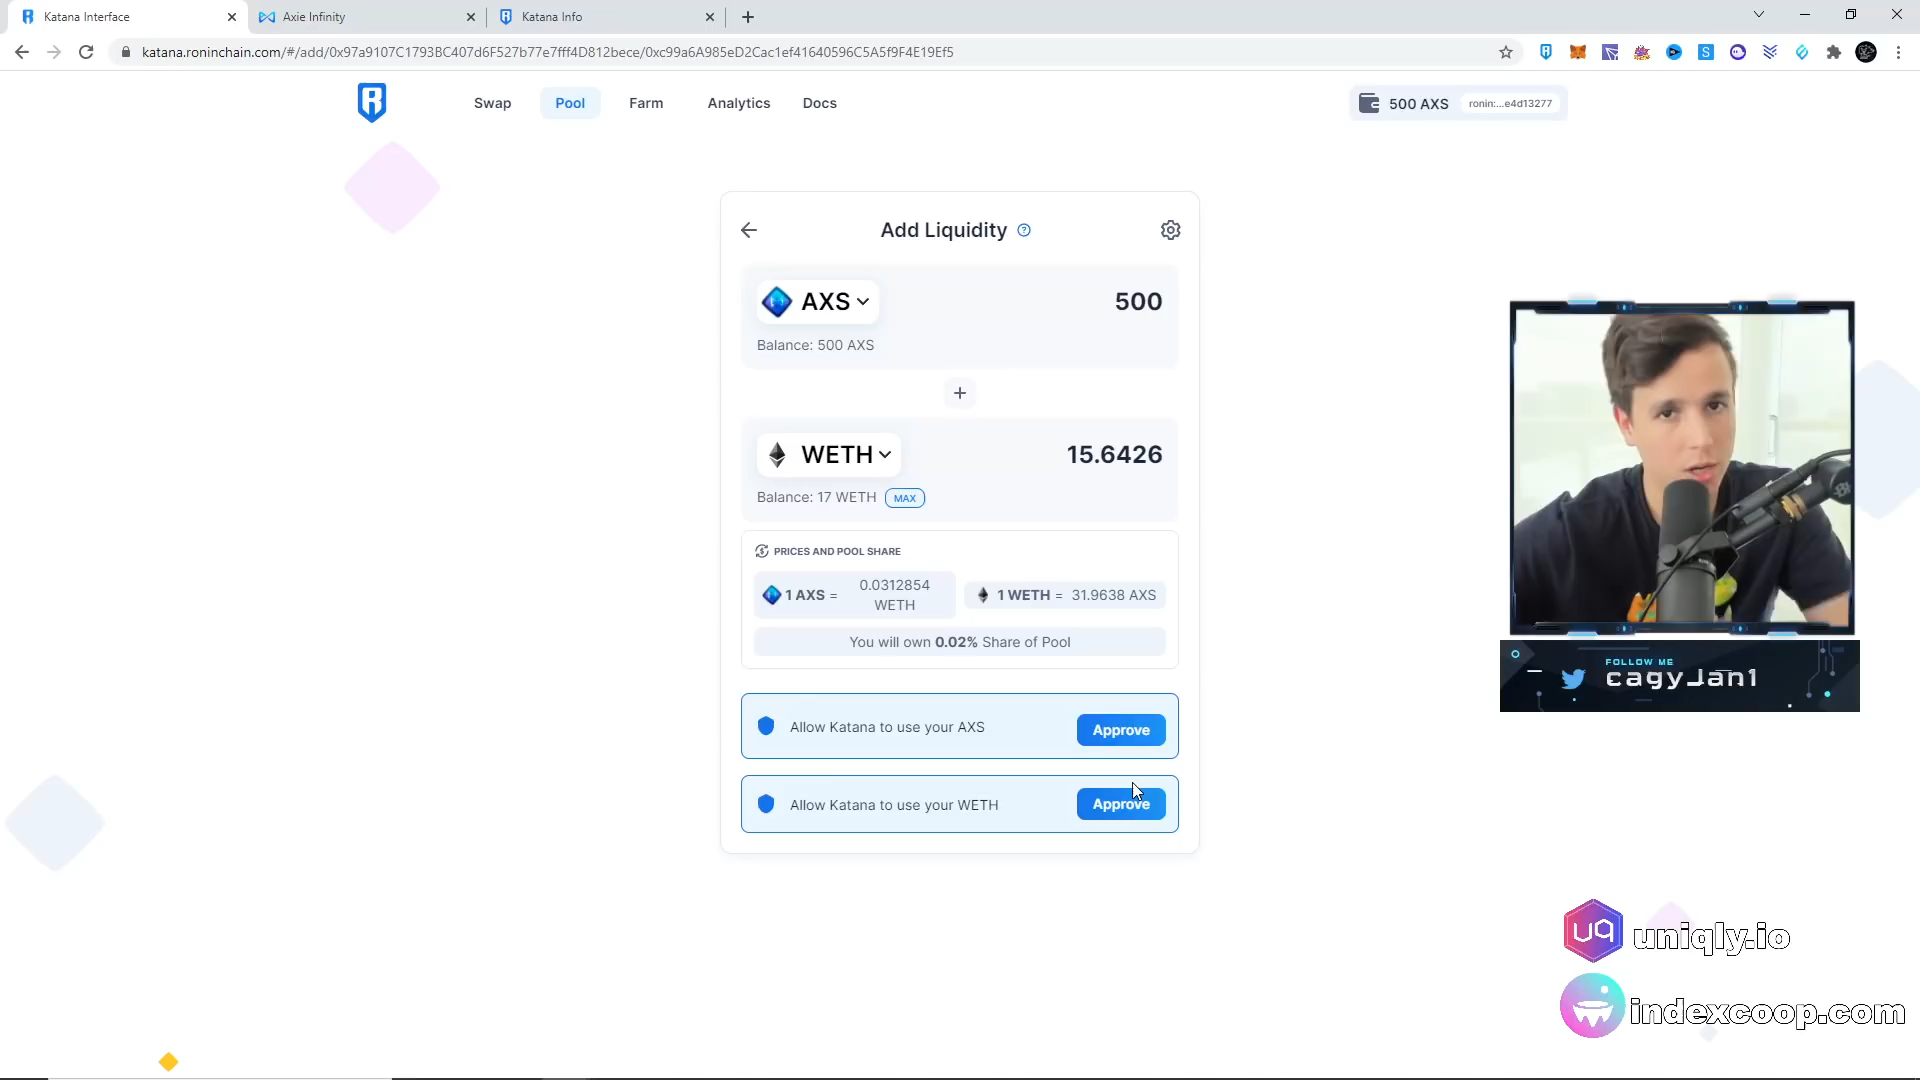 Katana Interface
Axie Infinity
Katana Info
katana.roninchain.com/#/add/0x97a9107C1793BC407d6F527b77e7fff4D812bece/0xc99a6A985eD2Cac1ef41640596C5A5f9F4E19Ef5
Swap
Pool
Farm
Analytics
Docs
500 AXS
ronin:...e4d13277
Add Liquidity
AXS
500
Balance: 500 AXS
WETH
15.6426
Balance: 17 WETH
MAX
PRICES AND POOL SHARE
1 AXS = 0.0312854
WETH
1 WETH = 31.9638 AXS
You will own 0.02% Share of Pool
Allow Katana to use your AXS
Approve
Allow Katana to use your WETH
Approve
FOLLOW ME
cagyJan1
uq
uniqly.io
indexcoop.com